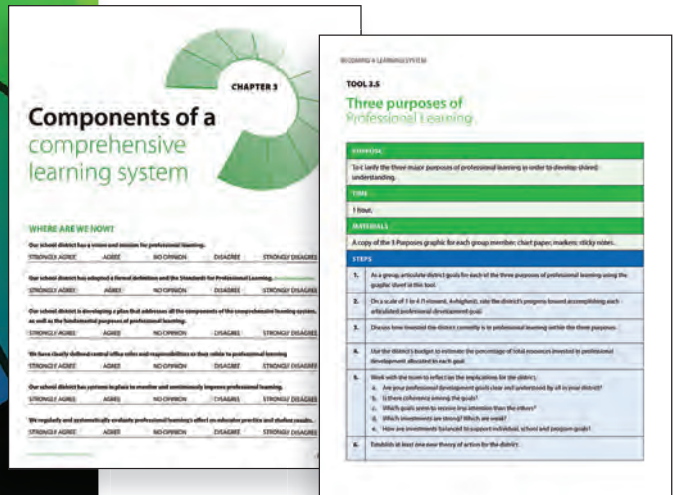 CHAPTER 3
Components of a
comprehensive
learning system
WHERE ARE WE NOW?
Our school district has a vision and mission for professional learning.
STRONGLY AGREE AGREE NO OPINION DISAGREE STRONGLY DISAGREE
Our school district has adopted a formal definition and the Standards for Professional Learning.
STRONGLY AGREE AGREE NO OPINION DISAGREE STRONGLY DISAGREE
Our school district is developing a plan that addresses all the components of the comprehensive learning system,
as well as the fundamental purposes of professional learning.
STRONGLY AGREE AGREE NO OPINION DISAGREE STRONGLY DISAGREE
We have clearly defined central office roles and responsibilities as they relate to professional learning
STRONGLY AGREE AGREE NO OPINION DISAGREE STRONGLY DISAGREE
Our school district has systems in place to monitor and continuously improve professional learning.
STRONGLY AGREE AGREE NO OPINION DISAGREE STRONGLY DISAGREE
We regularly and systematically evaluate professional learning's effect on educator practice and student results.
STRONGLY AGREE AGREE NO OPINION DISAGREE STRONGLY DISAGREE
BECOMING A LEARNING SYSTEM
TOOL 3.5
Three purposes of
Professional Learning
PURPOSE
To clarify the three major purposes of professional learning in order to develop shared
understanding.
TIME
1 hour.
MATERIALS
A copy of the 3 Purposes graphic for each group member; chart paper, markers; sticky notes.
STEPS
1. As a group, articulate district goals for each of the three purposes of professional learning using the
graphic sheet in this tool.
2. On a scale of 1 to 4 (1=lowest, 4=highest), rate the district's progress toward accomplishing each
articulated professional development goal.
3. Discuss how invested the district currently is in professional learning within the three purposes.
4. Use the district's budget to estimate the percentage of total resources invested in professional
development allocated to each goal.
5. Work with the team to reflect on the implications for the district.
a. Are your professional development goals clear and understood by all in your district?
b. Is there coherence among the goals?
c. Which goals seem to receive less attention than the others?
d. Which investments are strong? Which are weak?
e. How are investments balanced to support individual, school and program goals?
6. Establish at least one new theory of action for the district.